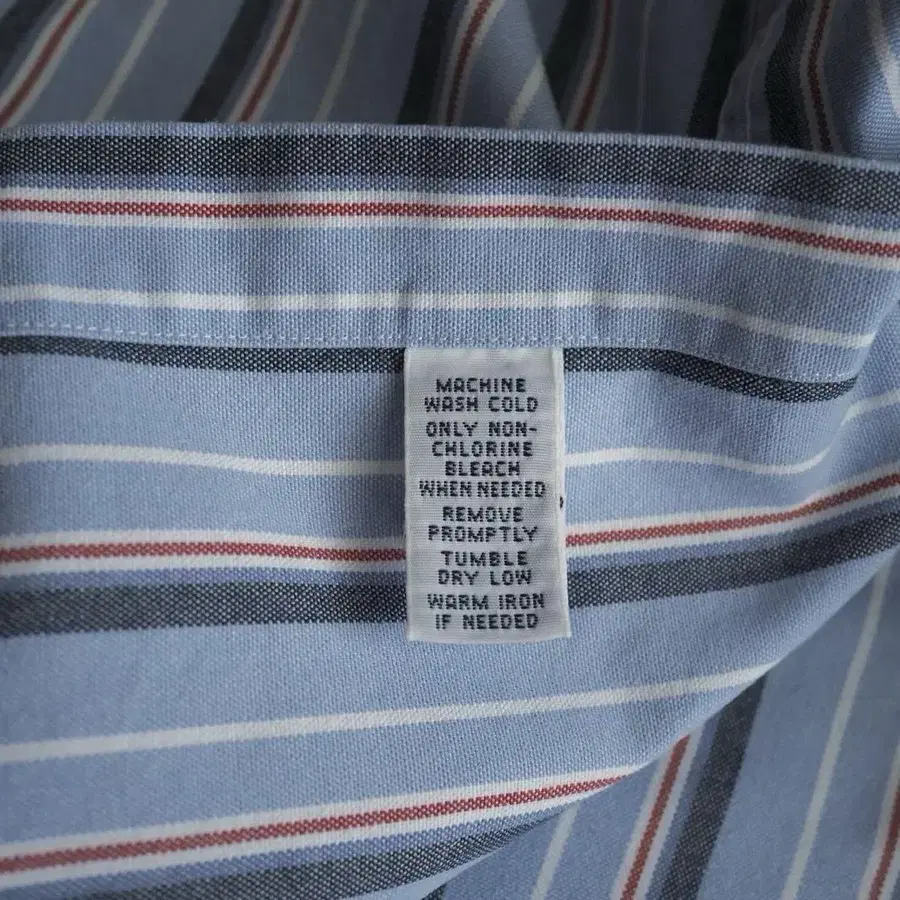 MACHINE
WASH COLD
ONLY NON-
CHLORINE
BLEACH
WHEN NEEDED
REMOVE
PROMPTLY
TUMBLE
DRY LOW
WARM IRON
IF NEEDED